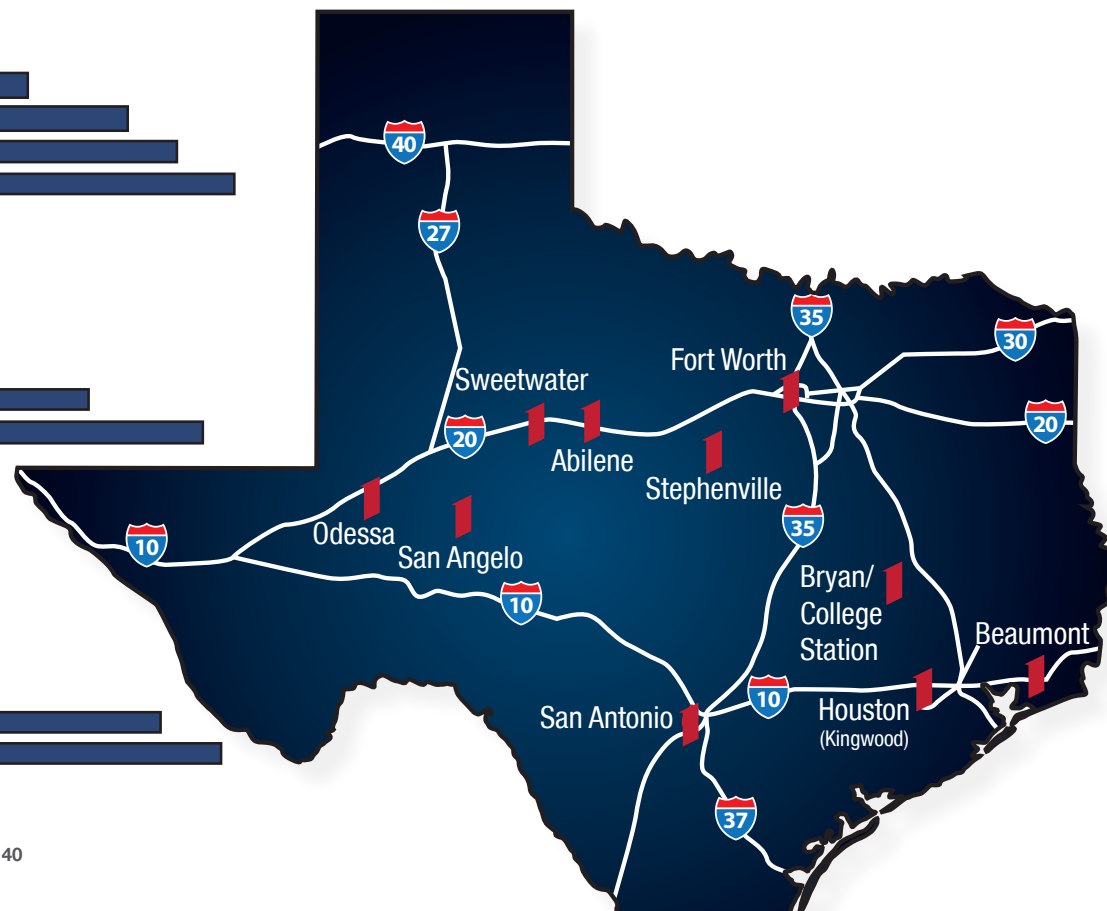 40
27
35
30
Fort Worth
Sweetwater
20
20
Abilene
Stephenville
Odessa
35
10
San Angelo
Bryan/
College
Station
10
Beaumont
10
San Antonio
Houston
(Kingwood)
37
40